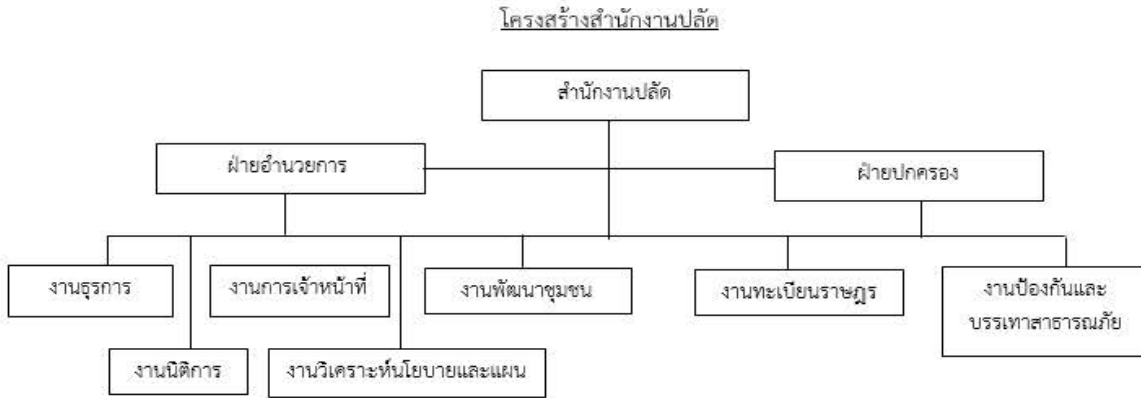 โครงสร้างสำนักงานปลัด
สำนักงานปลัด
ฝ่ายอำนวยการ
ฝ่ายปกครอง
งานธุรการ
งานการเจ้าหน้าที่
งานพัฒนาชุมชน
งานทะเบียนราษฎร
งานป้องกันและ
บรรเทาสาธารณภัย
งานนิติการ
งานวิเคราะห์นโยบายและแผน